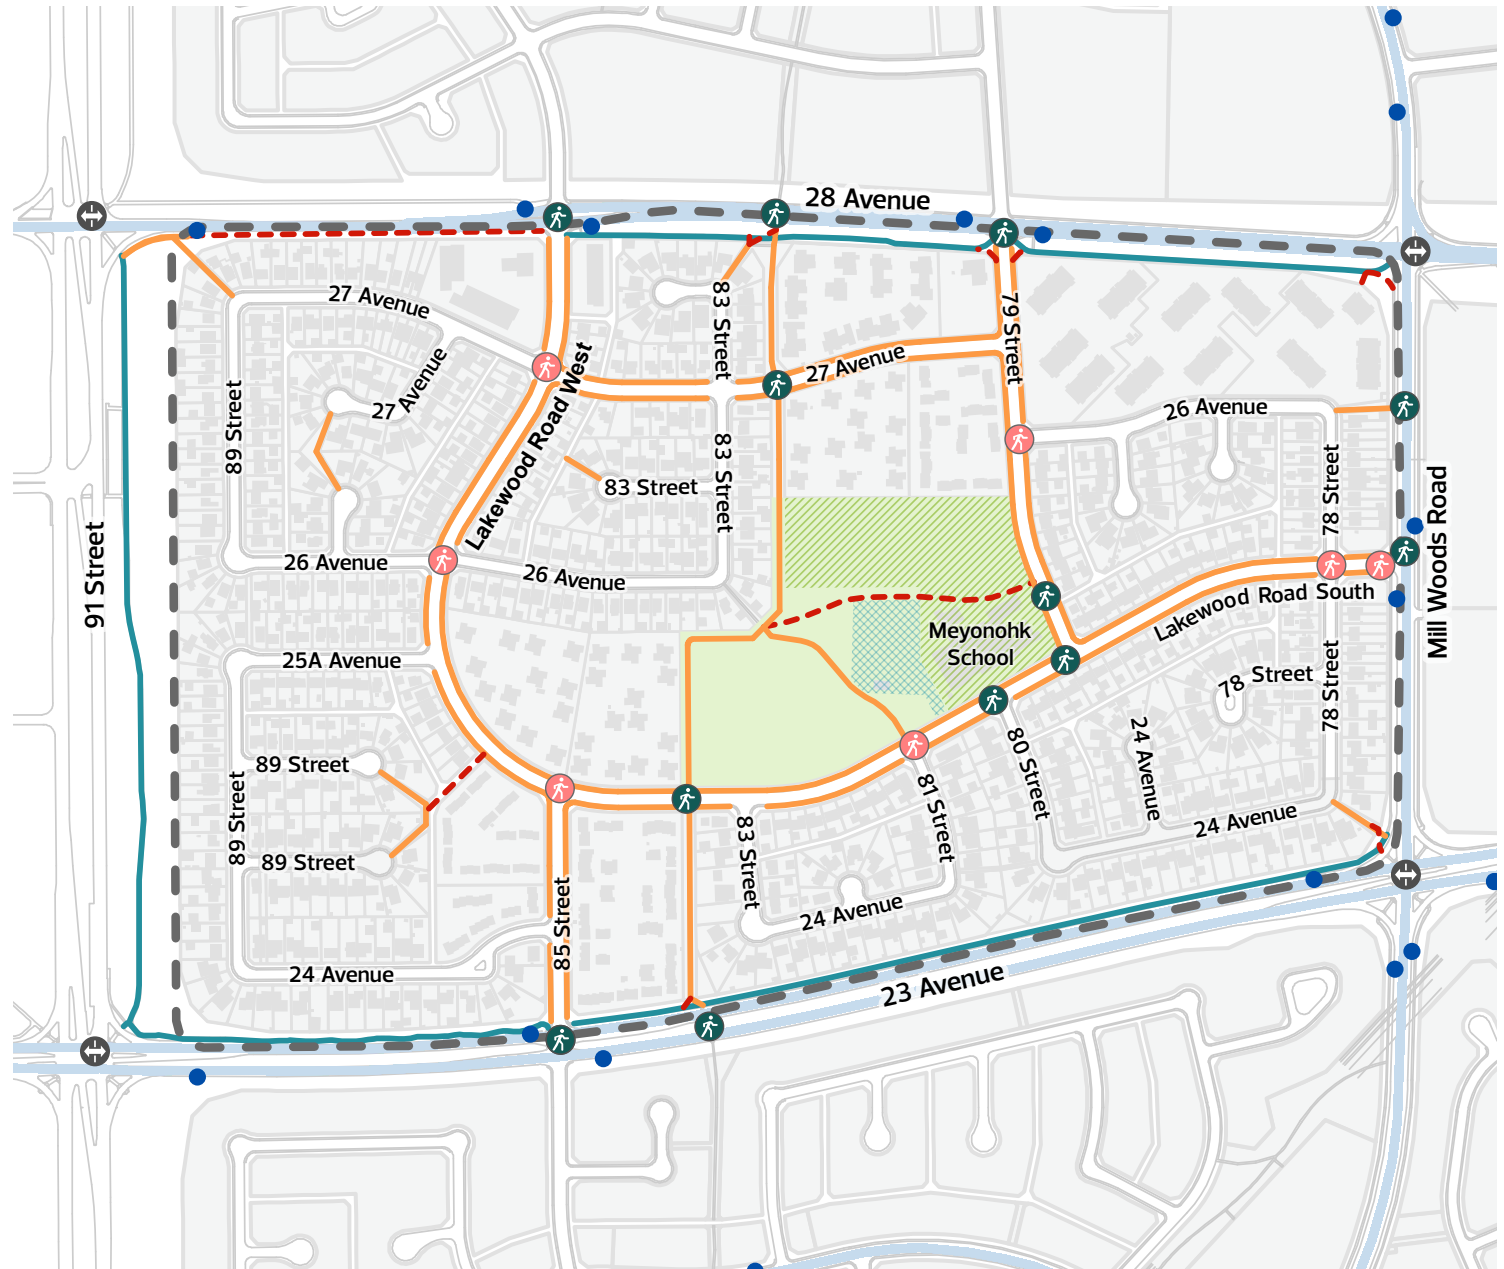 28 Avenue
27 Avenue
83 Street
79 Street
27 Avenue
27 Avenue
Lakewood Road West
89 Street
26 Avenue
83 Street
78 Street
83 Street
Mill Woods Road
91 Street
26 Avenue
26 Avenue
Lakewood Road South
Meyonohk
School
25A Avenue
78 Street
78 Street
89 Street
80 Street
24 Avenue
89 Street
81 Street
24 Avenue
83 Street
89 Street
85 Street
24 Avenue
24 Avenue
23 Avenue